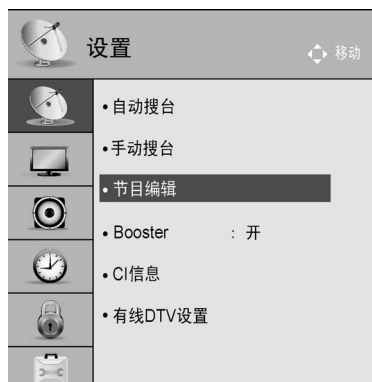 设置
移动
• 自动搜台
• 手动搜台
• 节目编辑
• Booster : 开
• CI信息
• 有线DTV设置